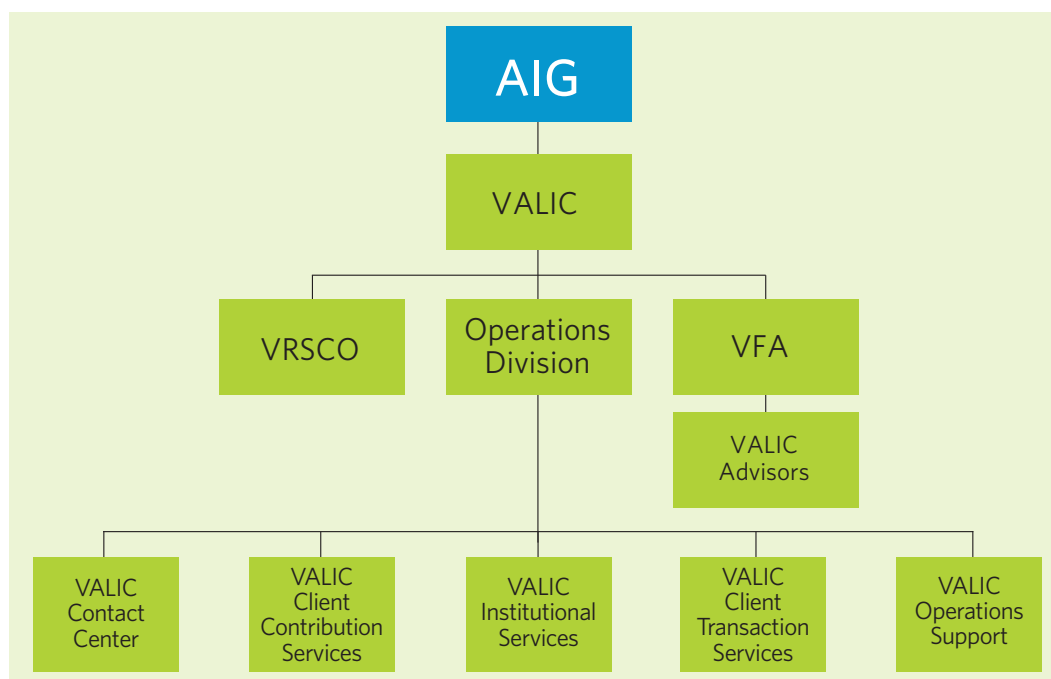 AIG
VALIC
VRSCO
Operations
Division
VFA
VALIC
Advisors
VALIC
Contact
Center
VALIC
Client
Contribution
Services
VALIC
Institutional
Services
VALIC
Client
Transaction
Services
VALIC
Operations
Support